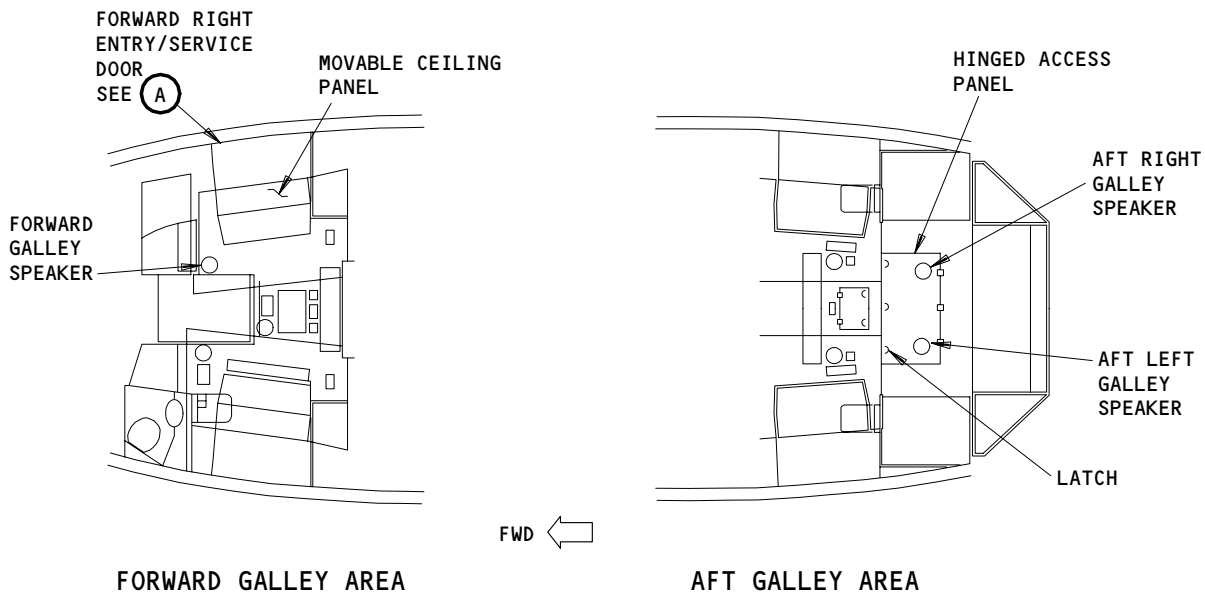 FORWARD RIGHT
ENTRY/SERVICE
DOOR
SEE A
MOVABLE CEILING
PANEL
FORWARD
GALLEY
SPEAKER
HINGED ACCESS
PANEL
AFT RIGHT
GALLEY
SPEAKER
AFT LEFT
GALLEY
SPEAKER
LATCH
FWD
FORWARD GALLEY AREA
AFT GALLEY AREA